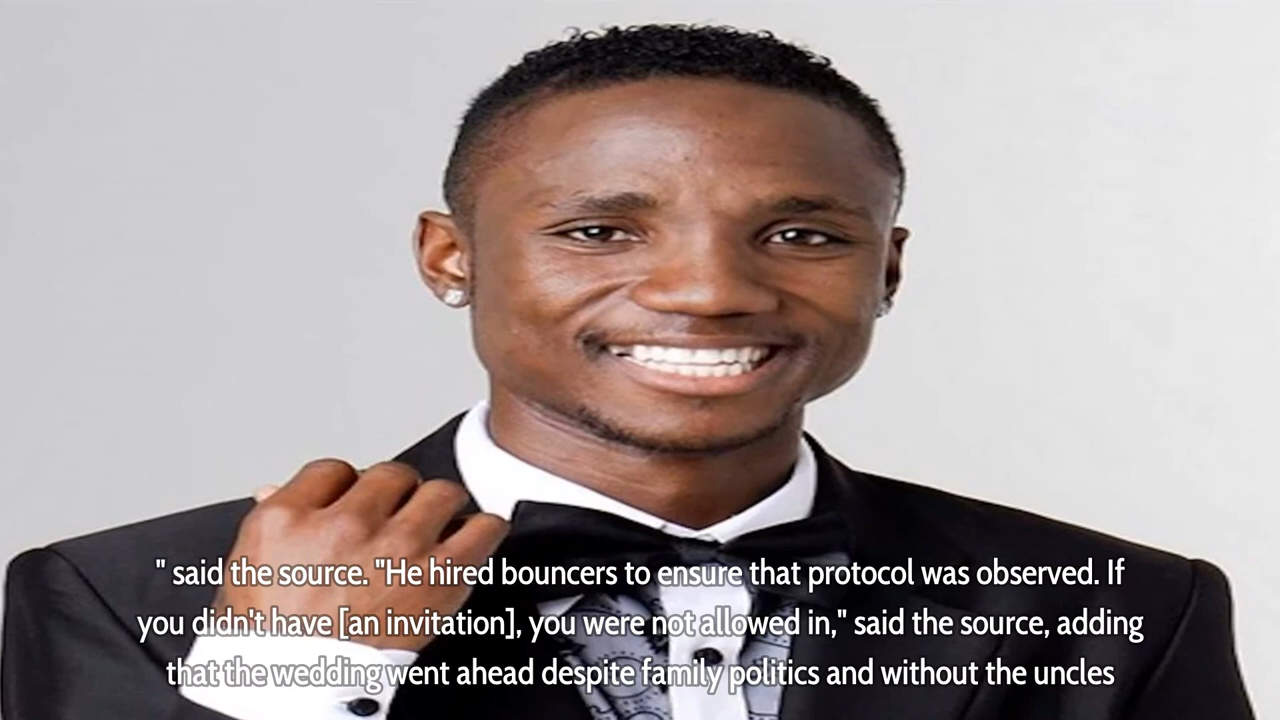 " said the source. "He hired bouncers to ensure that protocol was observed. If
you didn't have [an invitation], you were not allowed in," said the source, adding
that the wedding went ahead despite family politics and without the uncles